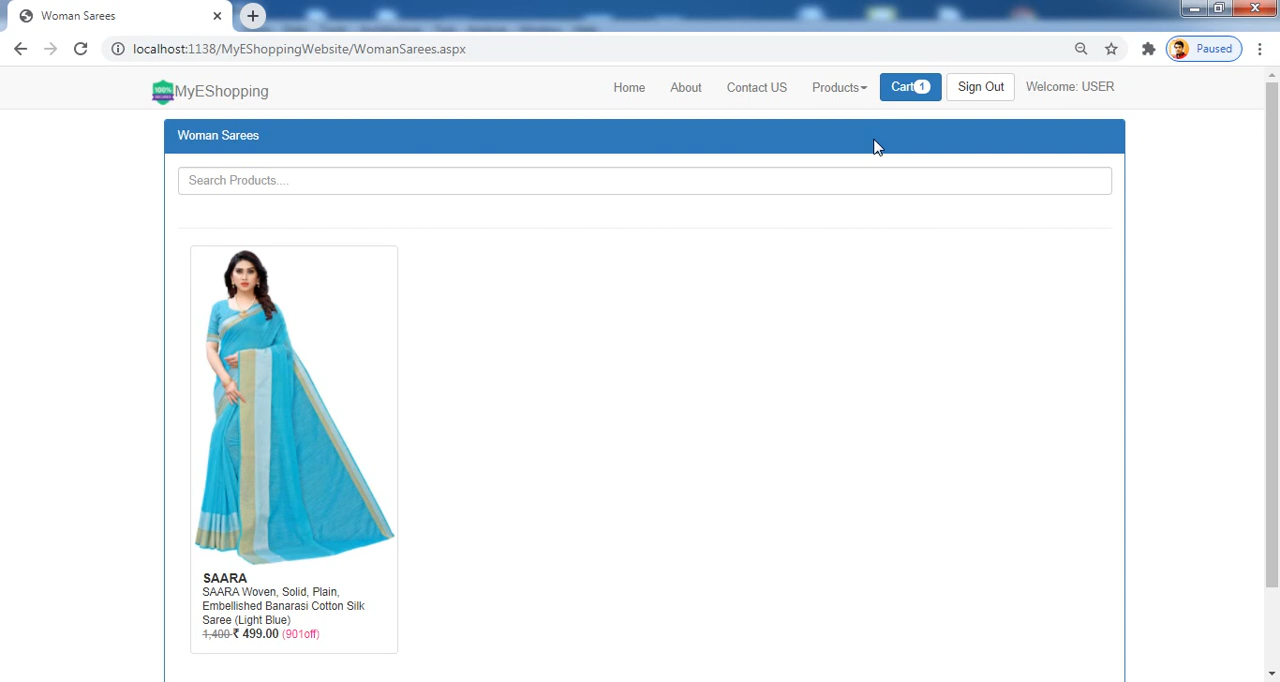 Woman Sarees
localhost:1138/MyEShoppingWebsite/WomanSarees.aspx
Paused
100%
MyEShopping
Home
About
Contact US
Products
Cart 1
Sign Out
Welcome: USER
Woman Sarees
Search Products....
SAARA
SAARA Woven, Solid, Plain,
Embellished Banarasi Cotton Silk
Saree (Light Blue)
1,400 ₹ 499.00 (901off)